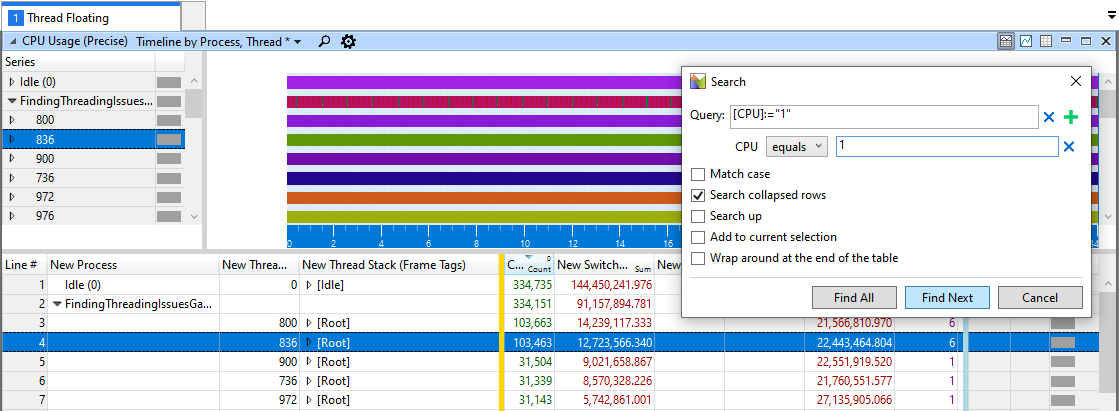 1 Thread Floating
CPU Usage (Precise) Timeline by Process, Thread *
Series
Idle (0)
FindingThreadingIssues...
800
836
900
736
972
976
0 2 4 6 8 10 12 14 16
Search
Query: [CPU]:="1"
CPU equals 1
Match case
Search collapsed rows
Search up
Add to current selection
Wrap around at the end of the table
Find All Find Next Cancel
Line # New Process New Threa... New Thread Stack (Frame Tags) C... 0 Count New Switch... Sum New
1 Idle (0) 0 [Idle] 334,735 144,450,241.976
2 FindingThreadingIssuesGa... 334,151 91,157,894.781
3 800 [Root] 103,663 14,239,117.333 21,566,810.970 6
4 836 [Root] 103,463 12,723,566.340 22,443,464.804 6
5 900 [Root] 31,504 9,021,658.867 22,551,919.520 1
6 736 [Root] 31,339 8,570,328.226 21,760,551.577 1
7 972 [Root] 31,143 5,742,861.001 27,135,905.066 1